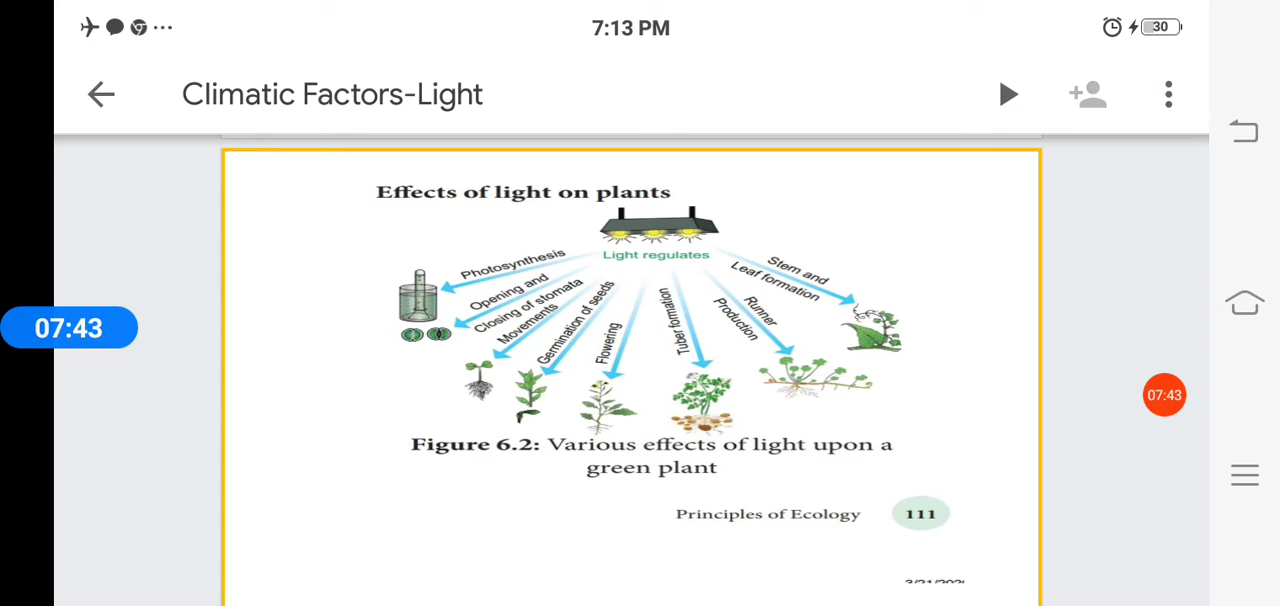 7:13 PM
30
Climatic Factors-Light
Effects of light on plants
Light regulates
Photosynthesis
Opening and
Closing of stomata
Movements
Germination of seeds
Flowering
Tuber formation
Runner
Production
Stem and
Leaf formation
07:43
07:43
Figure 6.2: Various effects of light upon a
green plant
Principles of Ecology 111